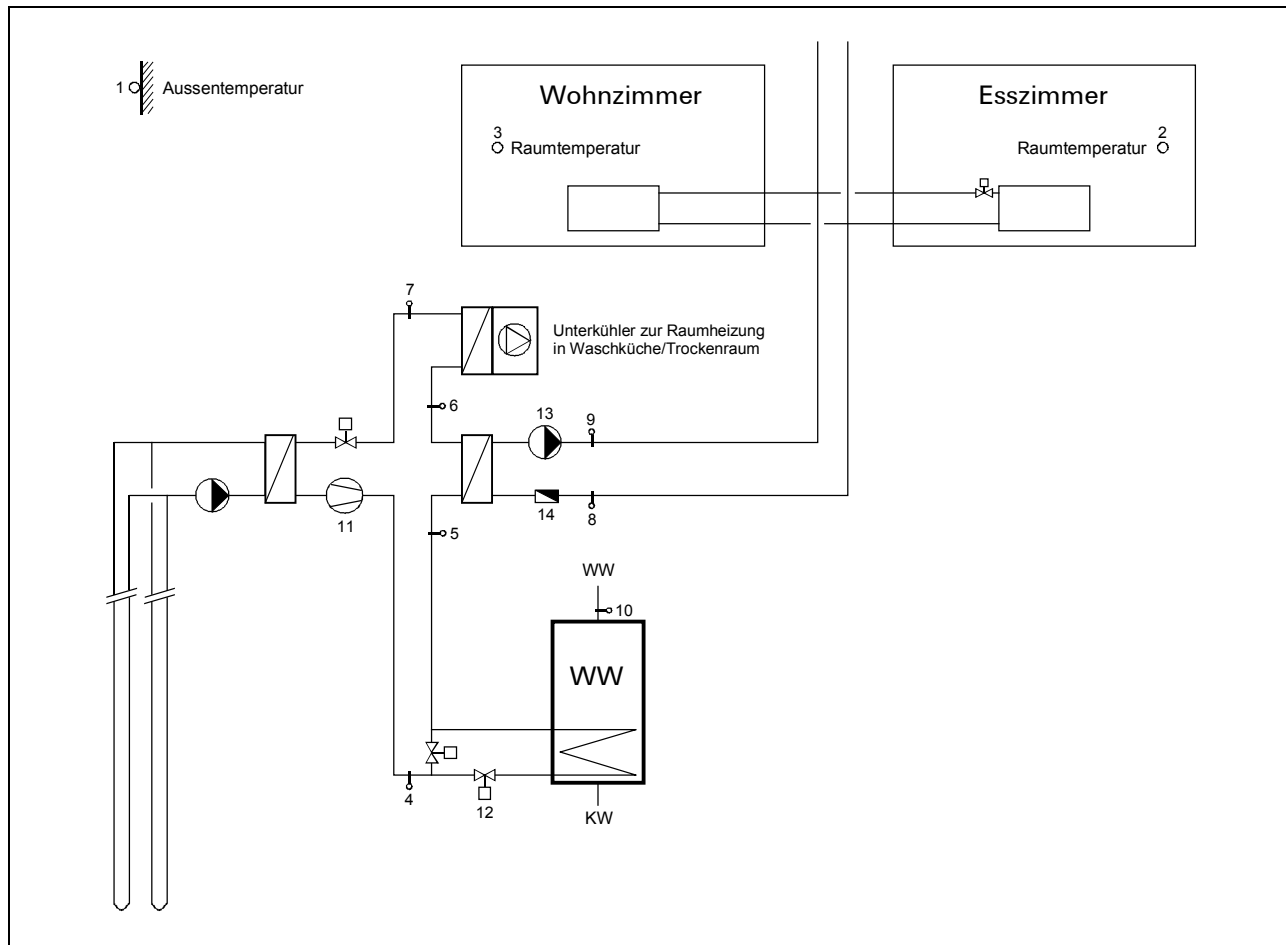 1 Aussentemperatur
Wohnzimmer
3
Raumtemperatur
Esszimmer
2
Raumtemperatur
7
Unterkühler zur Raumheizung
in Waschküche/Trockenraum
6
13
9
11
14
8
5
WW
10
WW
4
12
KW